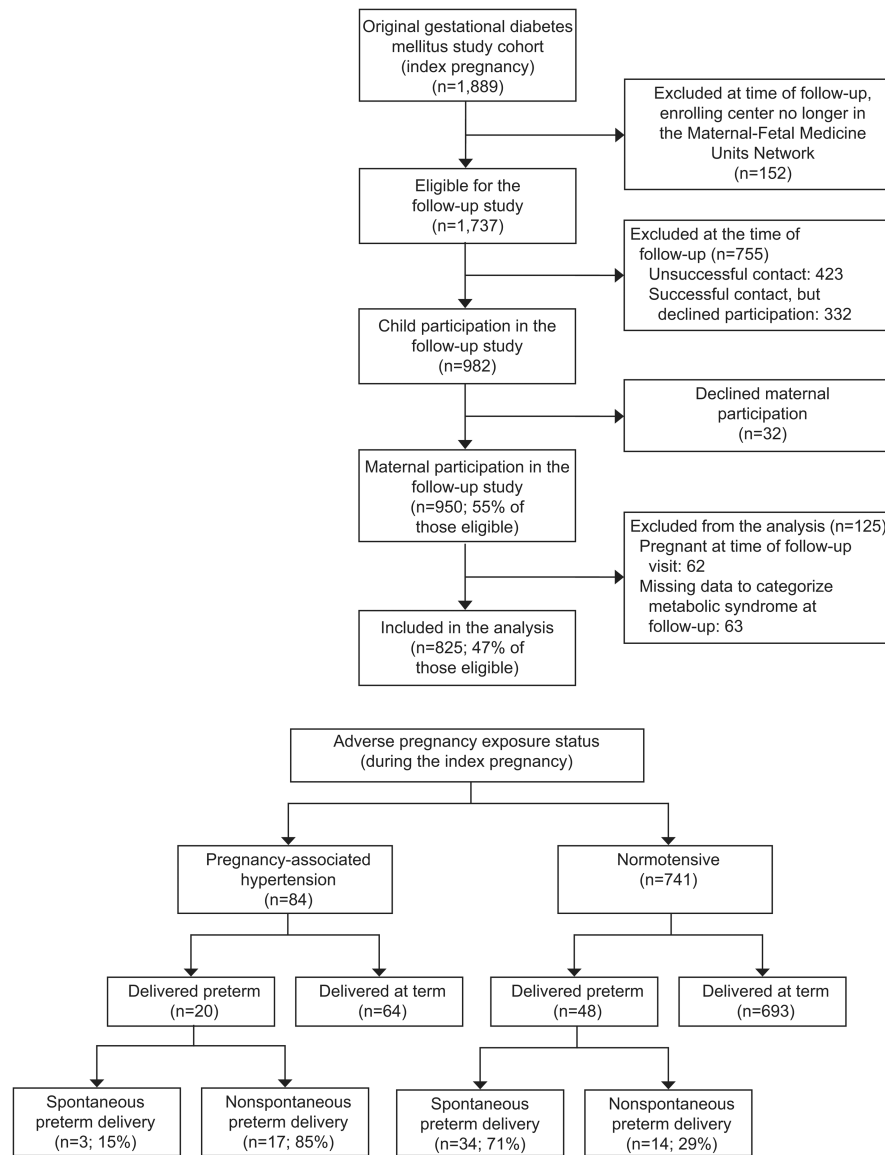 Original gestational diabetes
mellitus study cohort
(index pregnancy)
(n=1,889)
Excluded at time of follow-up,
enrolling center no longer in
the Maternal-Fetal Medicine
Units Network
(n=152)
Eligible for the
follow-up study
(n=1,737)
Excluded at the time of
follow-up (n=755)
Unsuccessful contact: 423
Successful contact, but
declined participation: 332
Child participation in the
follow-up study
(n=982)
Declined maternal
participation
(n=32)
Maternal participation in the
follow-up study
(n=950; 55% of
those eligible)
Excluded from the analysis (n=125)
Pregnant at time of follow-up
visit: 62
Missing data to categorize
metabolic syndrome at
follow-up: 63
Included in the analysis
(n=825; 47% of
those eligible)
Adverse pregnancy exposure status
(during the index pregnancy)
Pregnancy-associated
hypertension
(n=84)
Normotensive
(n=741)
Delivered preterm
(n=20)
Delivered at term
(n=64)
Delivered preterm
(n=48)
Delivered at term
(n=693)
Spontaneous
preterm delivery
(n=3; 15%)
Nonspontaneous
preterm delivery
(n=17; 85%)
Spontaneous
preterm delivery
(n=34; 71%)
Nonspontaneous
preterm delivery
(n=14; 29%)